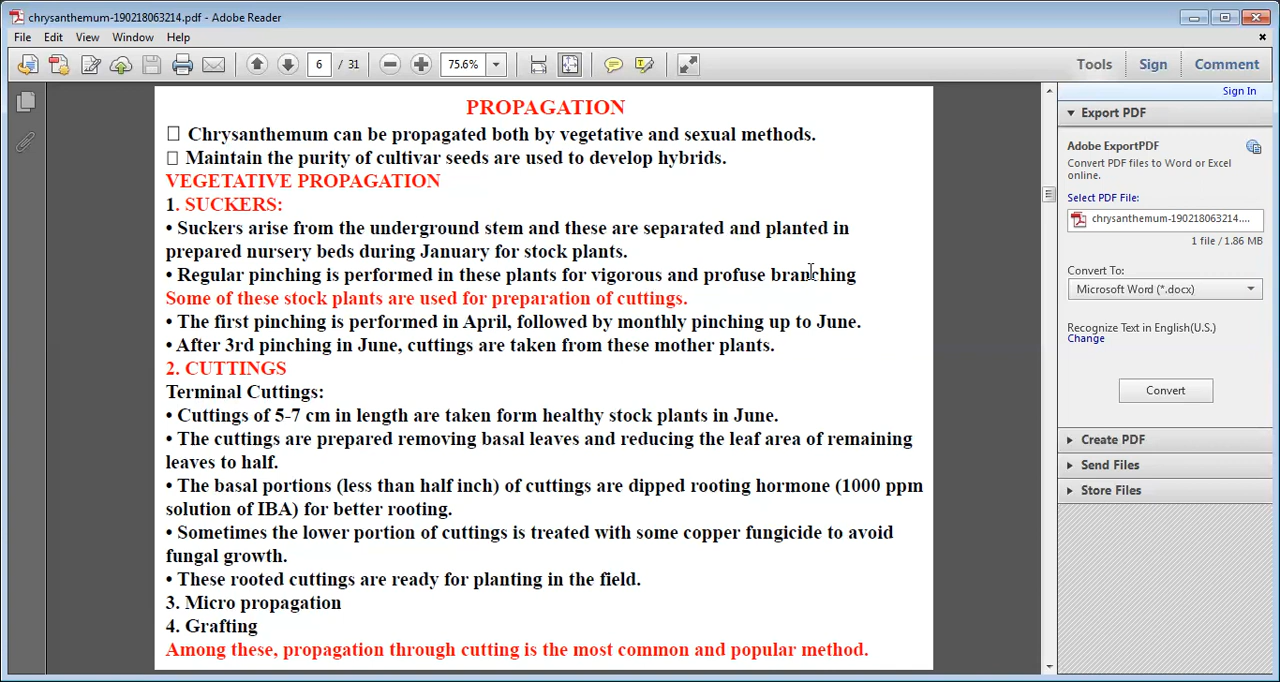 chrysanthemum-190218063214.pdf - Adobe Reader
File Edit View Window Help
6 / 31 75.6% Tools Sign Comment
Sign In
PROPAGATION
Chrysanthemum can be propagated both by vegetative and sexual methods.
Maintain the purity of cultivar seeds are used to develop hybrids.
VEGETATIVE PROPAGATION
1. SUCKERS:
• Suckers arise from the underground stem and these are separated and planted in
prepared nursery beds during January for stock plants.
• Regular pinching is performed in these plants for vigorous and profuse branching
Some of these stock plants are used for preparation of cuttings.
• The first pinching is performed in April, followed by monthly pinching up to June.
• After 3rd pinching in June, cuttings are taken from these mother plants.
2. CUTTINGS
Terminal Cuttings:
• Cuttings of 5-7 cm in length are taken form healthy stock plants in June.
• The cuttings are prepared removing basal leaves and reducing the leaf area of remaining
leaves to half.
• The basal portions (less than half inch) of cuttings are dipped rooting hormone (1000 ppm
solution of IBA) for better rooting.
• Sometimes the lower portion of cuttings is treated with some copper fungicide to avoid
fungal growth.
• These rooted cuttings are ready for planting in the field.
3. Micro propagation
4. Grafting
Among these, propagation through cutting is the most common and popular method.
Export PDF
Adobe ExportPDF
Convert PDF files to Word or Excel
online.
Select PDF File:
chrysanthemum-190218063214....
1 file / 1.86 MB
Convert To:
Microsoft Word (*.docx)
Recognize Text in English(U.S.)
Change
Convert
Create PDF
Send Files
Store Files